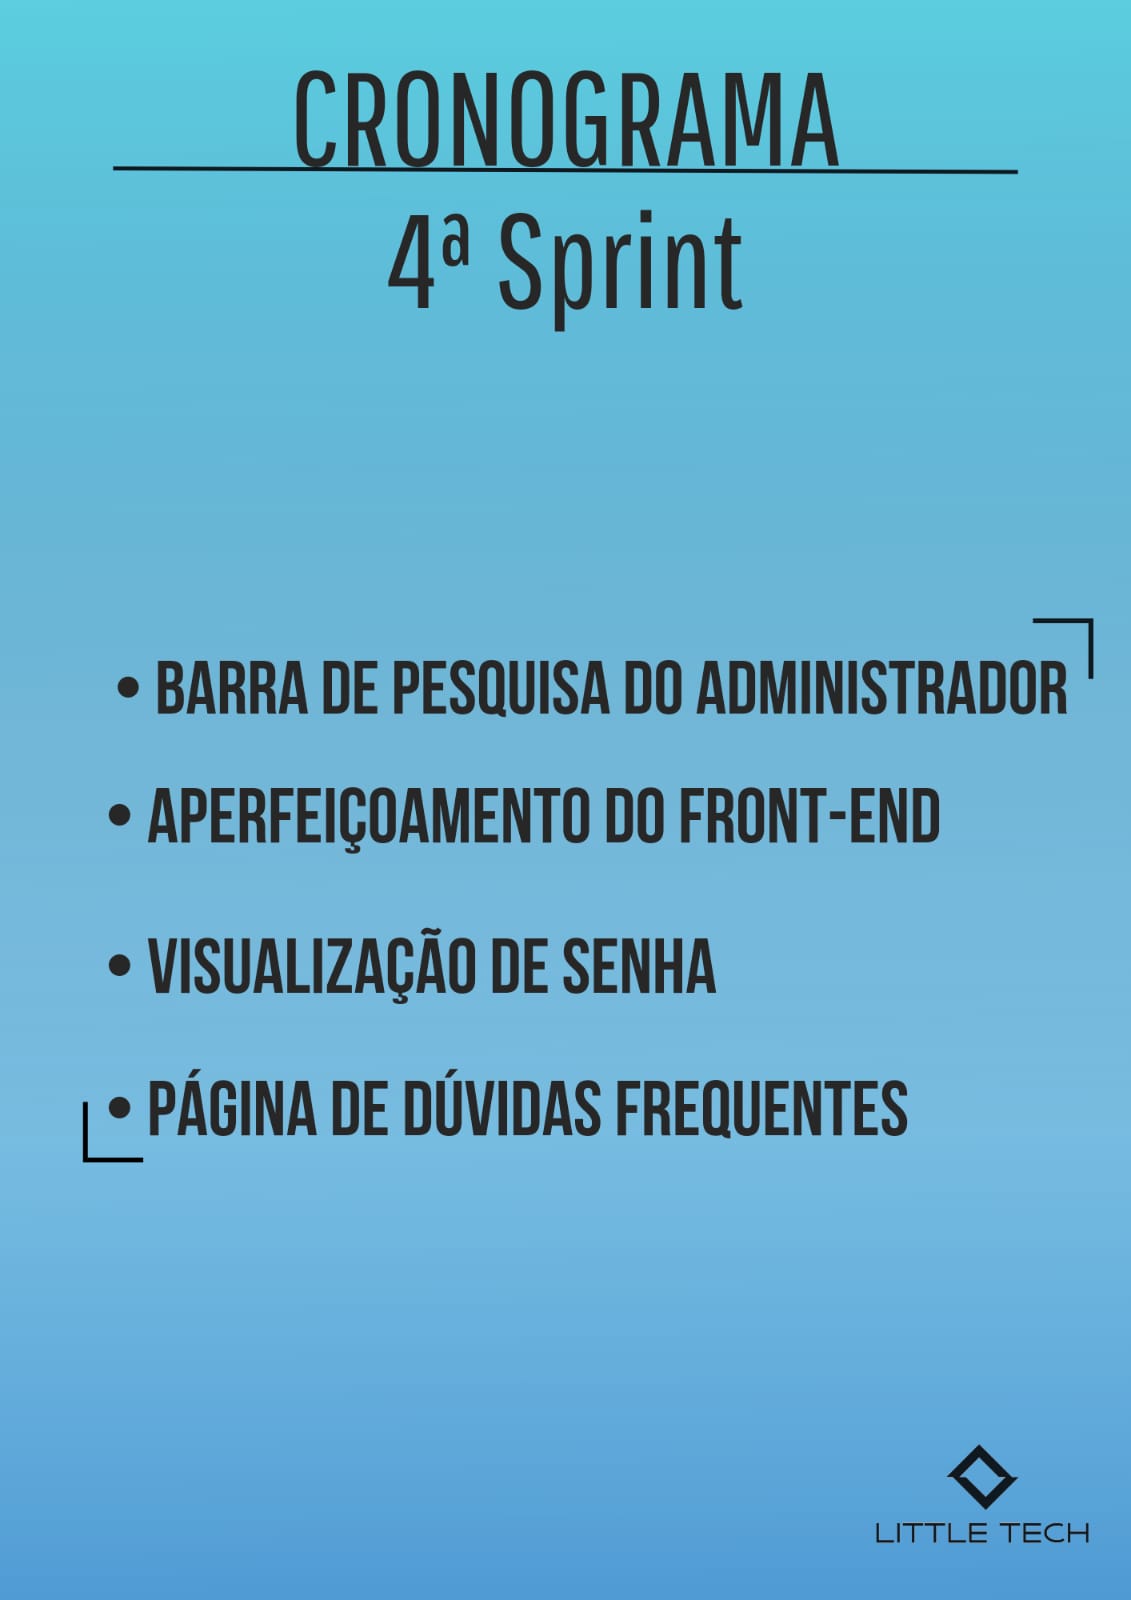 CRONOGRAMA
4ª Sprint
• BARRA DE PESQUISA DO ADMINISTRADOR
• APERFEIÇOAMENTO DO FRONT-END
• VISUALIZAÇÃO DE SENHA
• PÁGINA DE DÚVIDAS FREQUENTES
LITTLE TECH